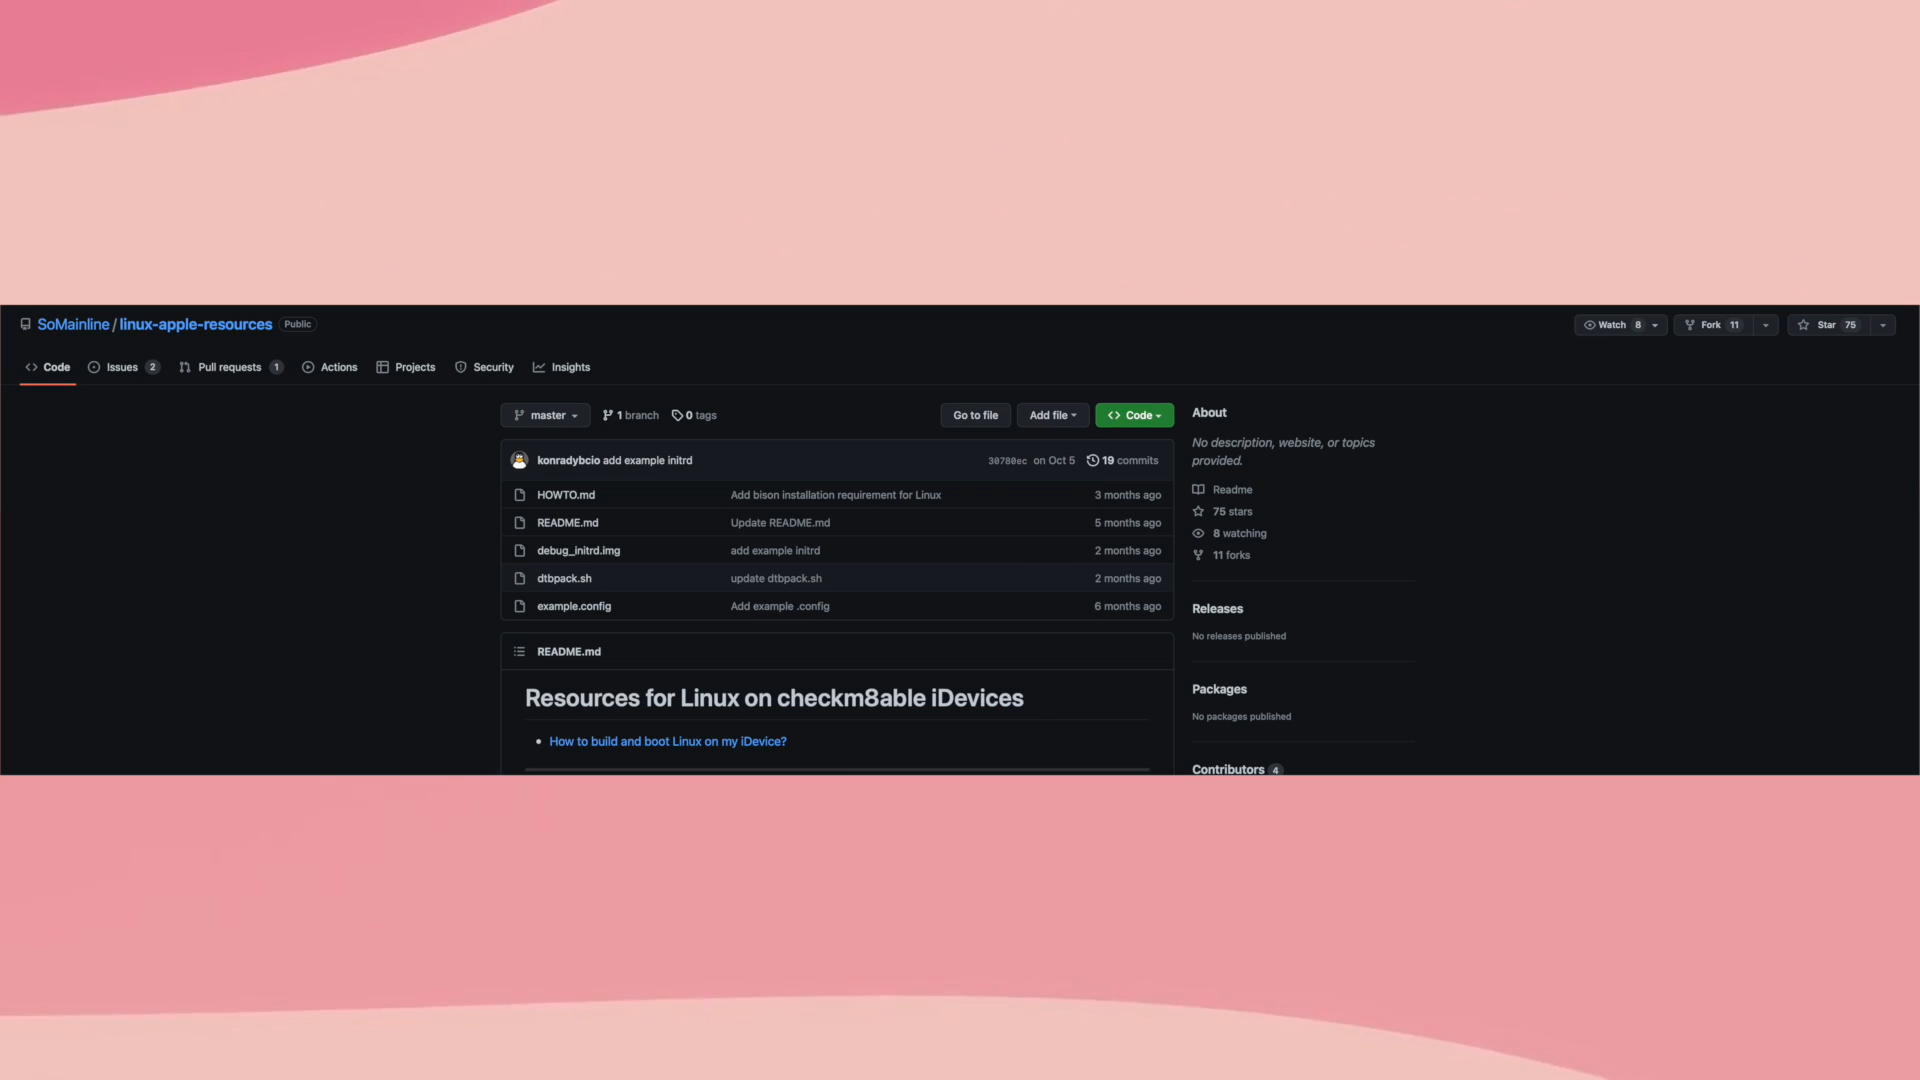 SoMainline / linux-apple-resources Public
Watch 8 Fork 11 Star 75
Code Issues 2 Pull requests 1 Actions Projects Security Insights
master 1 branch 0 tags Go to file Add file Code
konradybcio add example initrd 30780ec on Oct 5 19 commits
HOWTO.md Add bison installation requirement for Linux 3 months ago
README.md Update README.md 5 months ago
debug_initrd.img add example initrd 2 months ago
dtbpack.sh update dtbpack.sh 2 months ago
example.config Add example .config 6 months ago
README.md
Resources for Linux on checkm8able iDevices
How to build and boot Linux on my iDevice?
About
No description, website, or topics
provided.
Readme
75 stars
8 watching
11 forks
Releases
No releases published
Packages
No packages published
Contributors 4